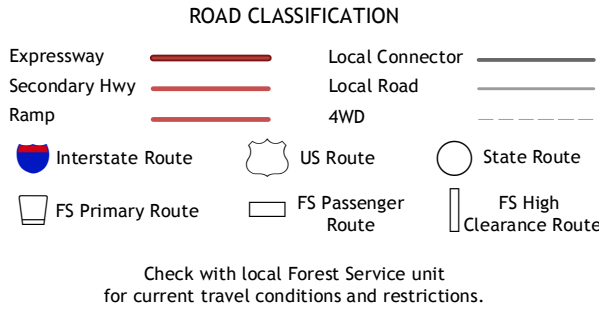 ROAD CLASSIFICATION
Expressway
Local Connector
Secondary Hwy
Local Road
Ramp
4WD
Interstate Route
US Route
State Route
FS Primary Route
FS Passenger
Route
FS High
Clearance Route
Check with local Forest Service unit
for current travel conditions and restrictions.